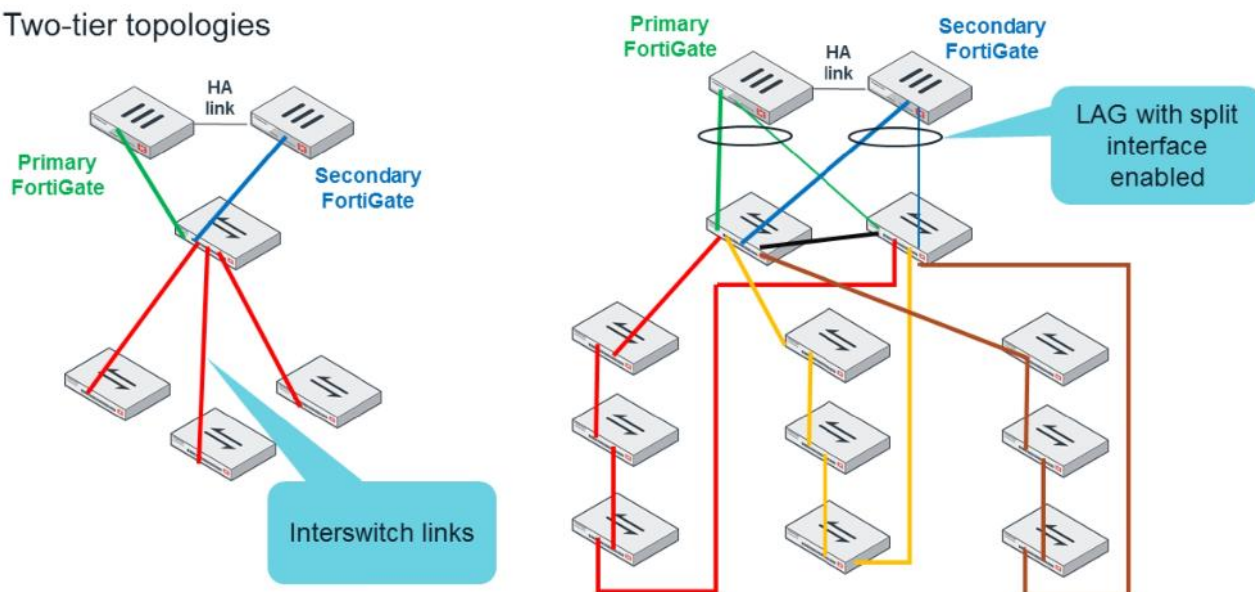 Two-tier topologies
HA
link
Primary
FortiGate
Secondary
FortiGate
Interswitch links
Primary
FortiGate
HA
link
Secondary
FortiGate
LAG with split
interface
enabled